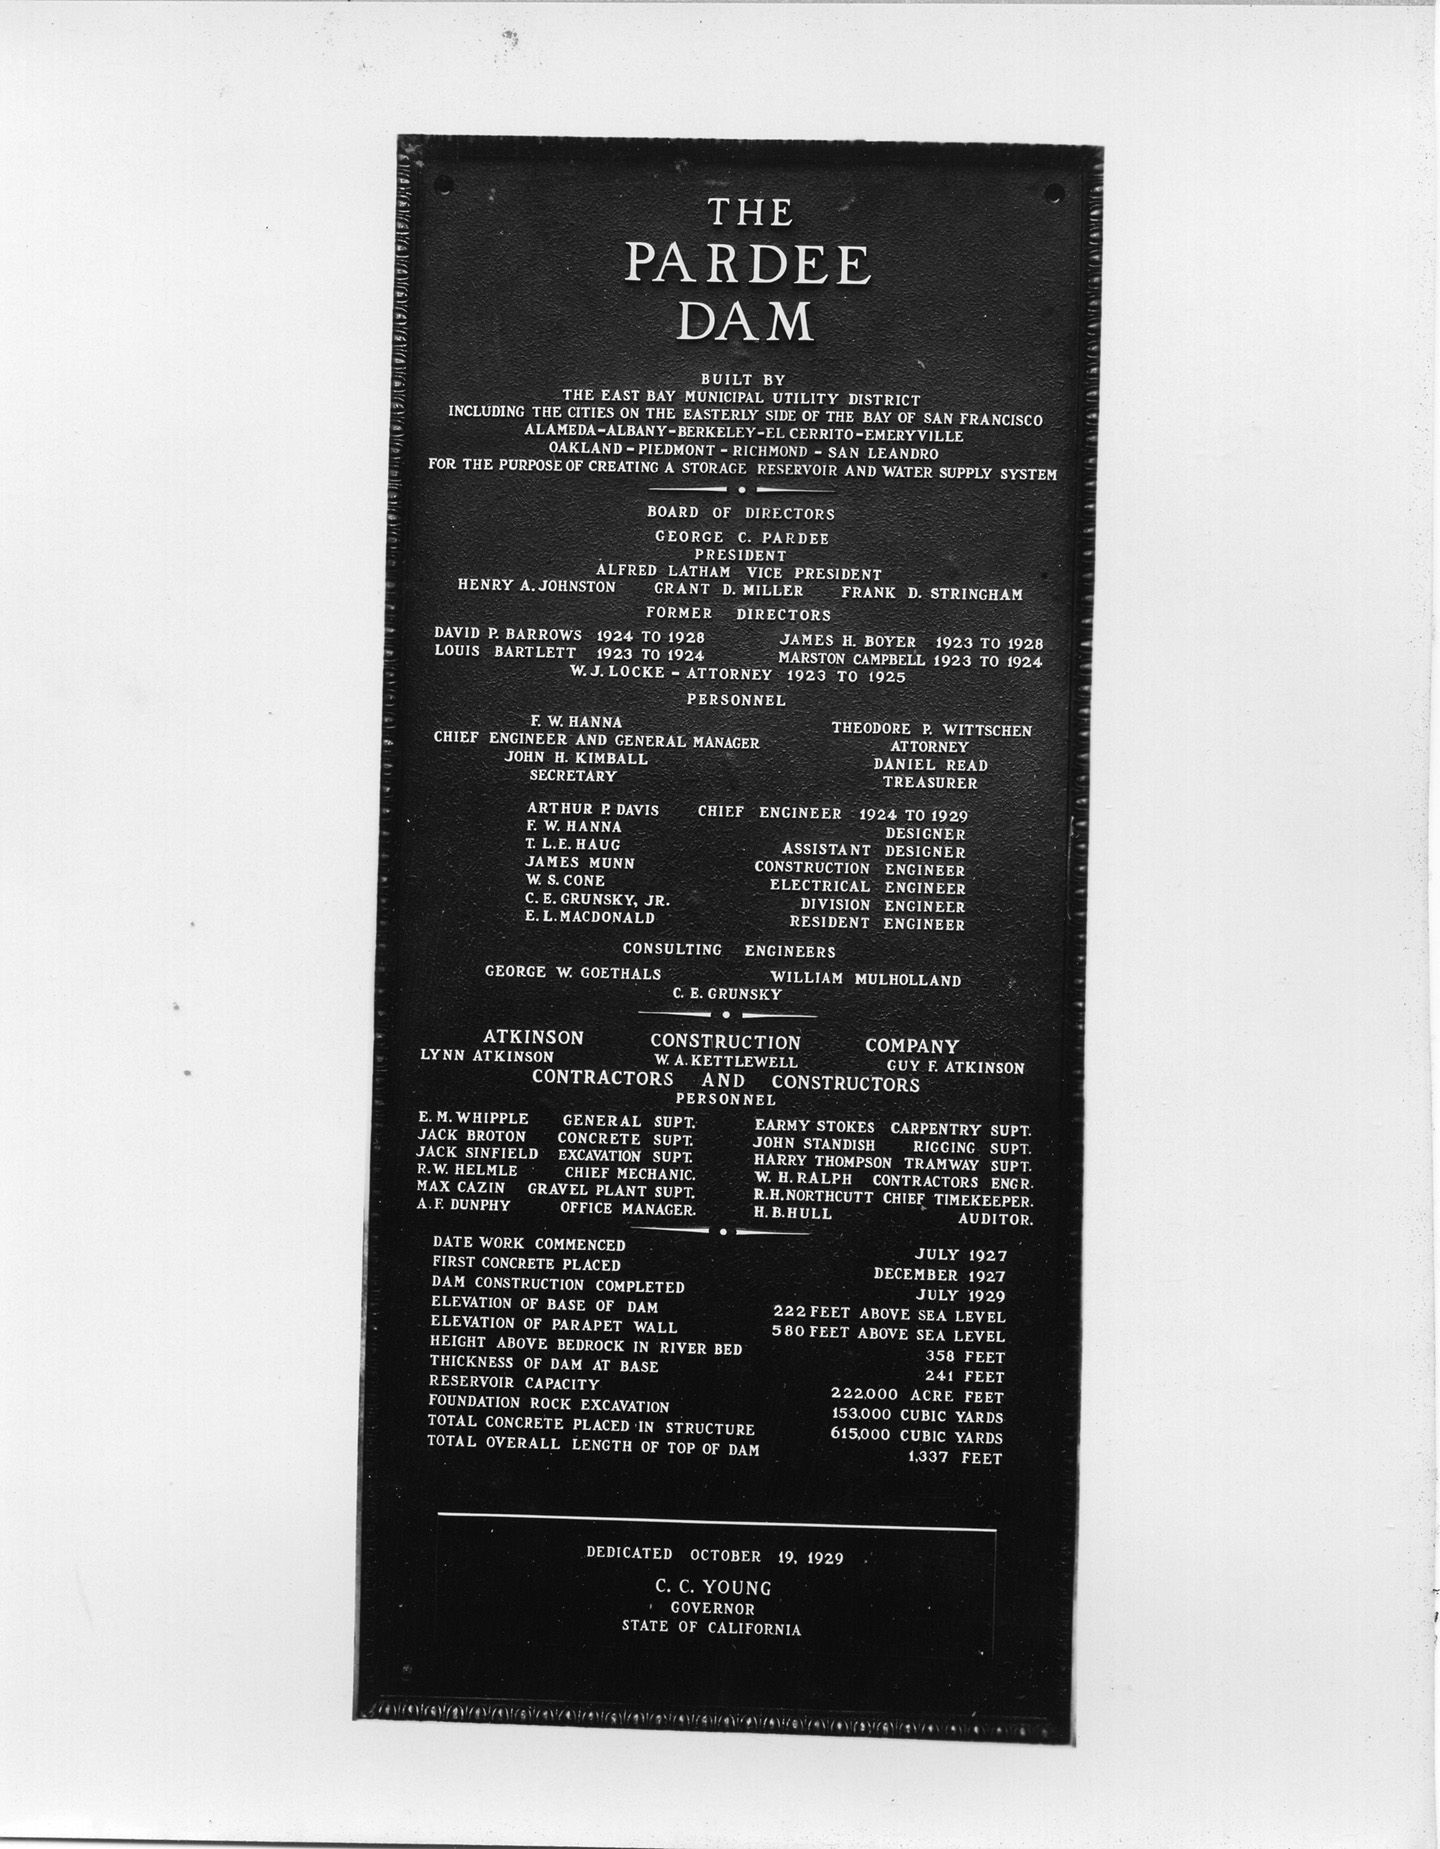 THE
PARDEE
DAM
BUILT BY
THE EAST BAY MUNICIPAL UTILITY DISTRICT
INCLUDING THE CITIES ON THE EASTERLY SIDE OF THE BAY OF SAN FRANCISCO
ALAMEDA-ALBANY-BERKELEY-EL CERRITO-EMERYVILLE
OAKLAND - PIEDMONT - RICHMOND - SAN LEANDRO
FOR THE PURPOSE OF CREATING A STORAGE RESERVOIR AND WATER SUPPLY SYSTEM
BOARD OF DIRECTORS
GEORGE C. PARDEE
PRESIDENT
ALFRED LATHAM VICE PRESIDENT
HENRY A. JOHNSTON GRANT D. MILLER FRANK D. STRINGHAM
FORMER DIRECTORS
DAVID P. BARROWS 1924 TO 1928 JAMES H. BOYER 1923 TO 1928
LOUIS BARTLETT 1923 TO 1924 MARSTON CAMPBELL 1923 TO 1924
W. J. LOCKE - ATTORNEY 1923 TO 1925
PERSONNEL
F. W. HANNA THEODORE P. WITTSCHEN
CHIEF ENGINEER AND GENERAL MANAGER ATTORNEY
JOHN H. KIMBALL DANIEL READ
SECRETARY TREASURER
ARTHUR P. DAVIS CHIEF ENGINEER 1924 TO 1929
F. W. HANNA DESIGNER
T. L. E. HAUG ASSISTANT DESIGNER
JAMES MUNN CONSTRUCTION ENGINEER
W. S. CONE ELECTRICAL ENGINEER
C. E. GRUNSKY, JR. DIVISION ENGINEER
E. L. MACDONALD RESIDENT ENGINEER
CONSULTING ENGINEERS
GEORGE W. GOETHALS WILLIAM MULHOLLAND
C. E. GRUNSKY
ATKINSON CONSTRUCTION COMPANY
LYNN ATKINSON W. A. KETTLEWELL GUY F. ATKINSON
CONTRACTORS AND CONSTRUCTORS
PERSONNEL
E. M. WHIPPLE GENERAL SUPT. EARMY STOKES CARPENTRY SUPT.
JACK BROTON CONCRETE SUPT. JOHN STANDISH RIGGING SUPT.
JACK SINFIELD EXCAVATION SUPT. HARRY THOMPSON TRAMWAY SUPT.
R. W. HELMLE CHIEF MECHANIC. W. H. RALPH CONTRACTORS ENGR.
MAX CAZIN GRAVEL PLANT SUPT. R. H. NORTHCUTT CHIEF TIMEKEEPER.
A. F. DUNPHY OFFICE MANAGER. H. B. HULL AUDITOR.
DATE WORK COMMENCED JULY 1927
FIRST CONCRETE PLACED DECEMBER 1927
DAM CONSTRUCTION COMPLETED JULY 1929
ELEVATION OF BASE OF DAM 222 FEET ABOVE SEA LEVEL
ELEVATION OF PARAPET WALL 580 FEET ABOVE SEA LEVEL
HEIGHT ABOVE BEDROCK IN RIVER BED 358 FEET
THICKNESS OF DAM AT BASE 241 FEET
RESERVOIR CAPACITY 222,000 ACRE FEET
FOUNDATION ROCK EXCAVATION 153,000 CUBIC YARDS
TOTAL CONCRETE PLACED IN STRUCTURE 615,000 CUBIC YARDS
TOTAL OVERALL LENGTH OF TOP OF DAM 1,337 FEET
DEDICATED OCTOBER 19, 1929
C. C. YOUNG
GOVERNOR
STATE OF CALIFORNIA